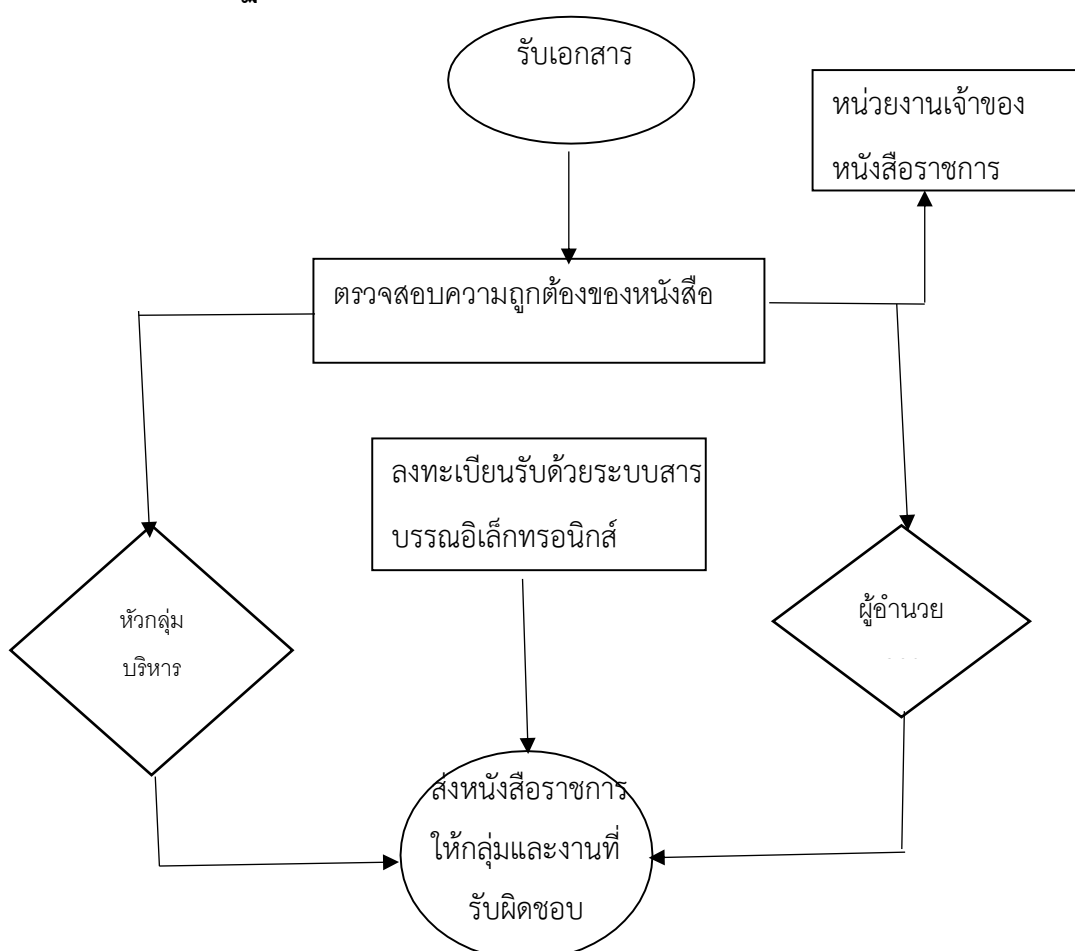 รับเอกสาร
หน่วยงานเจ้าของ
หนังสือราชการ
ตรวจสอบความถูกต้องของหนังสือ
ลงทะเบียนรับด้วยระบบสาร
บรรณอิเล็กทรอนิกส์
หัวกลุ่ม
บริหาร
ผู้อำนวย
ส่งหนังสือราชการ
ให้กลุ่มและงานที่
รับผิดชอบ